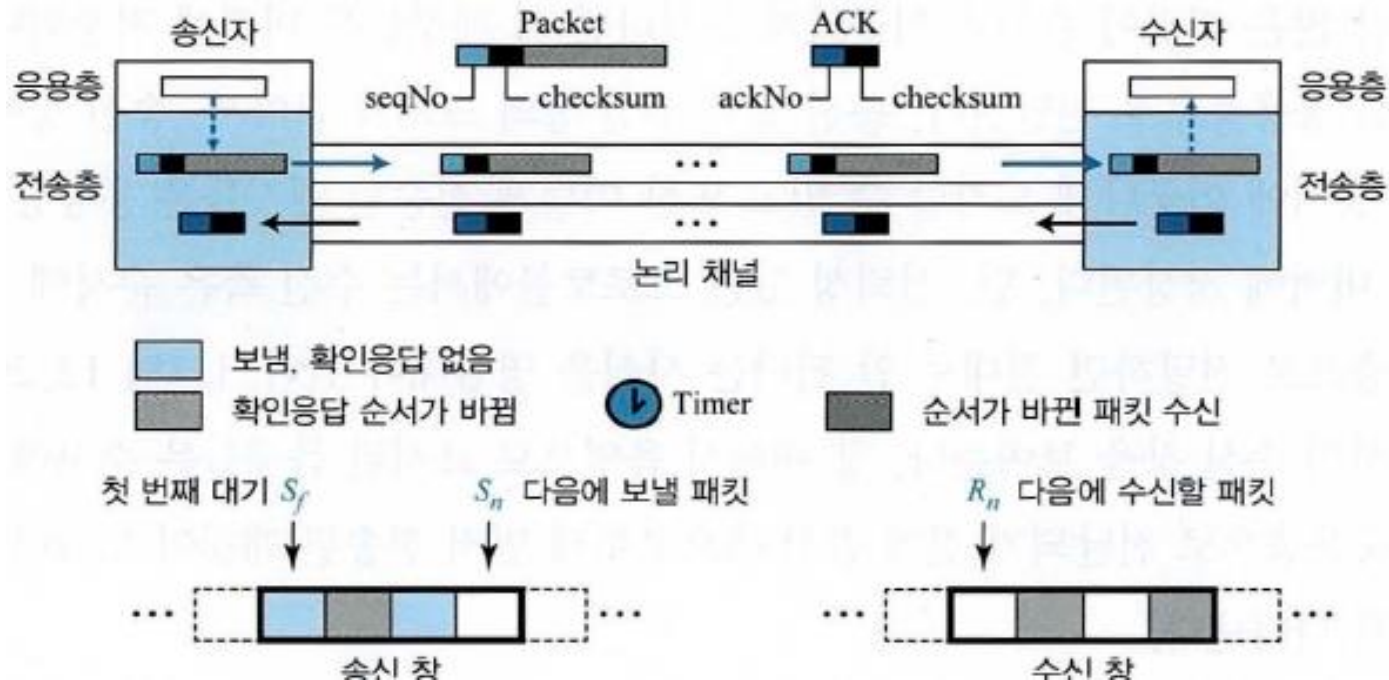 송신자 Packet ACK 수신자
응용층 seqNo checksum ackNo checksum 응용층
전송층 ... 전송층
...
논리 채널
보냄, 확인응답 없음
확인응답 순서가 바뀜 Timer 순서가 바뀐 패킷 수신
첫 번째 대기 Sf Sn 다음에 보낼 패킷 Rn 다음에 수신할 패킷
... ... ... ...
송신 창 수신 창